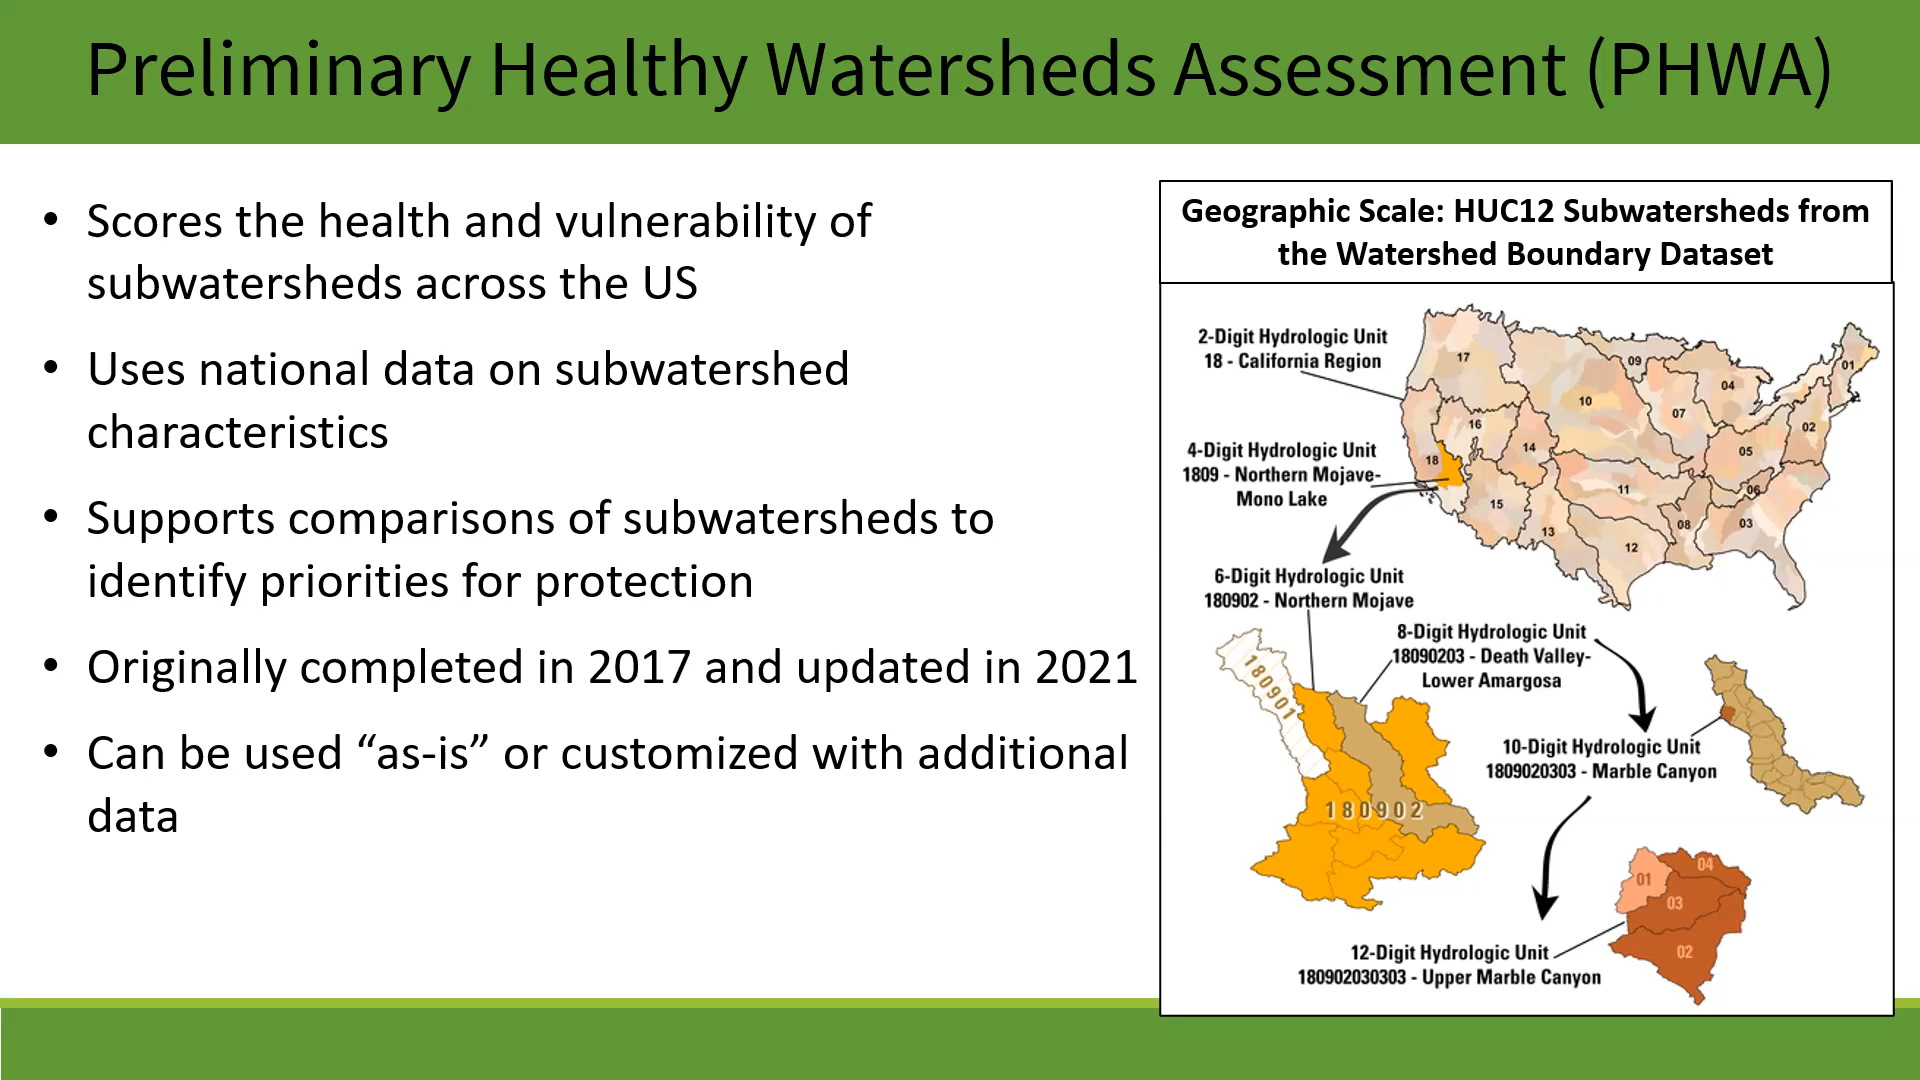 Preliminary Healthy Watersheds Assessment (PHWA)
• Scores the health and vulnerability of
subwatersheds across the US
• Uses national data on subwatershed
characteristics
• Supports comparisons of subwatersheds to
identify priorities for protection
• Originally completed in 2017 and updated in 2021
• Can be used “as-is” or customized with additional
data
Geographic Scale: HUC12 Subwatersheds from
the Watershed Boundary Dataset
2-Digit Hydrologic Unit
18 - California Region
17
09
01
04
10
07
02
16
14
05
18
11
06
15
13
08
03
12
4-Digit Hydrologic Unit
1809 - Northern Mojave-
Mono Lake
6-Digit Hydrologic Unit
180902 - Northern Mojave
8-Digit Hydrologic Unit
18090203 - Death Valley-
Lower Amargosa
180901
180902
10-Digit Hydrologic Unit
1809020303 - Marble Canyon
01
04
03
02
12-Digit Hydrologic Unit
180902030303 - Upper Marble Canyon